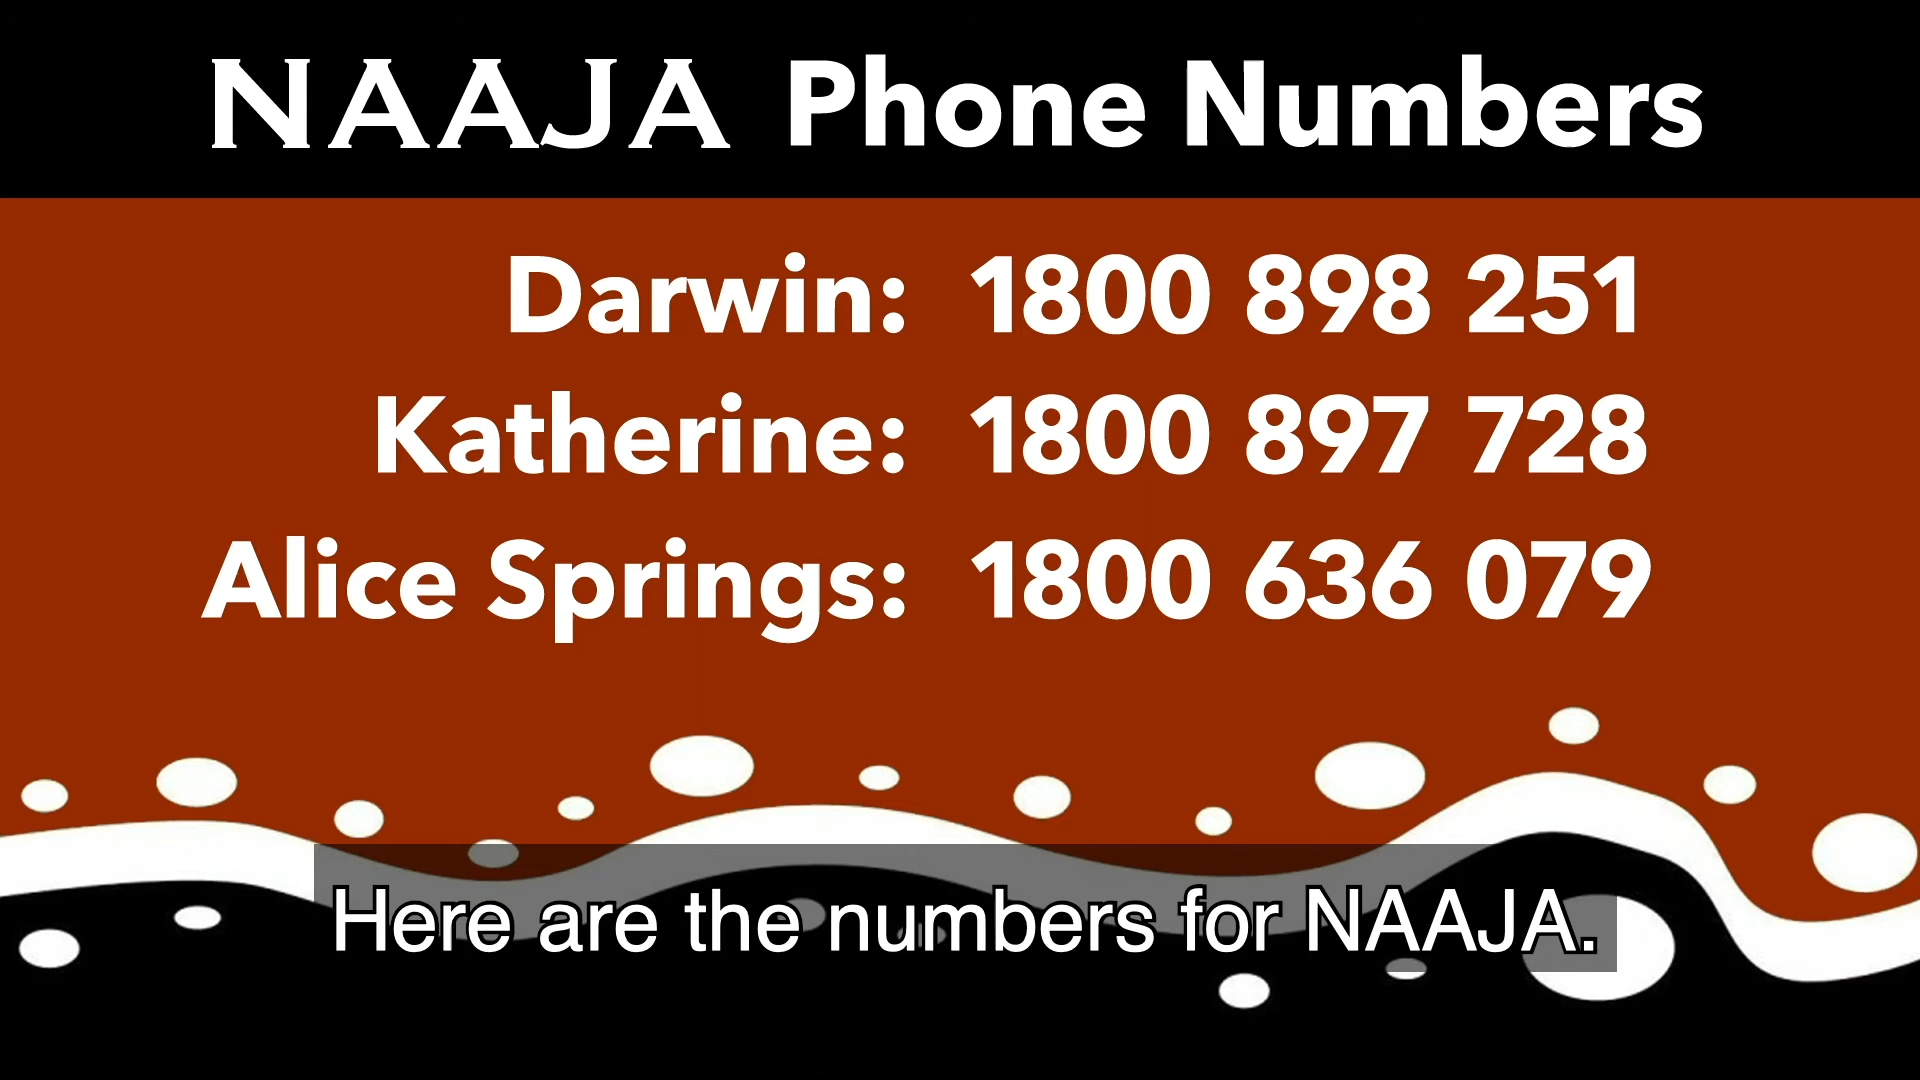 NAAJA Phone Numbers
Darwin: 1800 898 251
Katherine: 1800 897 728
Alice Springs: 1800 636 079
Here are the numbers for NAAJA.